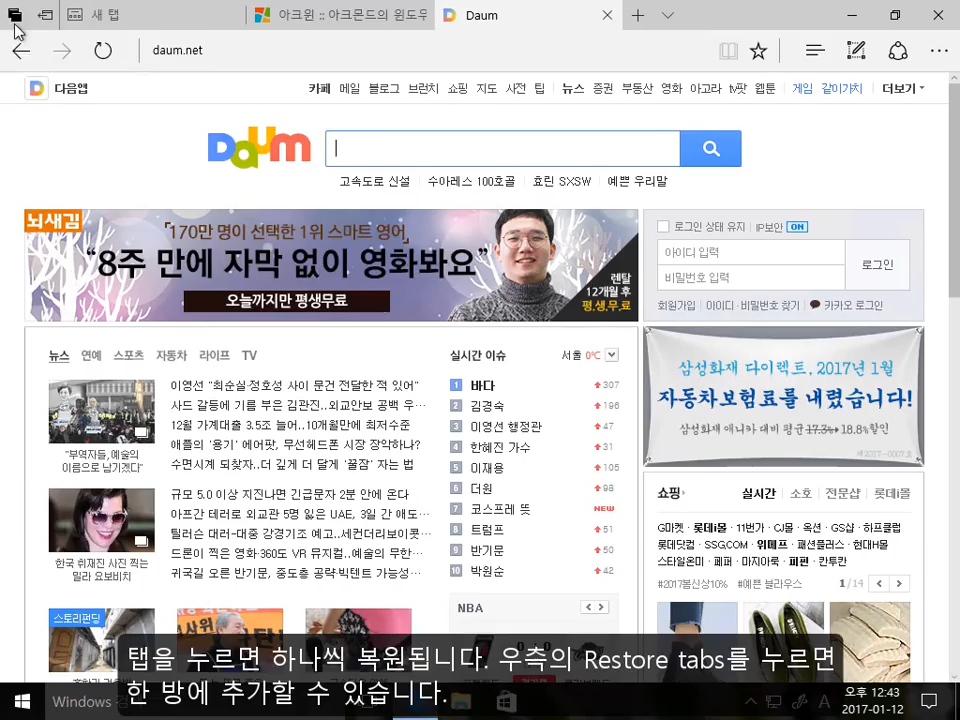 새 탭
아크윈 :: 아크몬드의 윈도우
Daum
daum.net
다음앱
카페 메일 블로그 브런치 쇼핑 지도 사전 팁 뉴스 증권 부동산 영화 아고라 tv팟 웹툰 게임 같이가치 더보기
Daum
고속도로 신설 수아레스 100호골 효린 SXSW 예쁜 우리말
뇌새김
「170만 명이 선택한 1위 스마트 영어」
“8주 만에 자막 없이 영화봐요”
오늘까지만 평생무료
렌탈
12개월 후
평.생.무.료
로그인 상태 유지 IP보안 ON
아이디 입력
비밀번호 입력
로그인
회원가입 아이디·비밀번호 찾기 카카오 로그인
뉴스 연예 스포츠 자동차 라이프 TV
이영선 "최순실·정호성 사이 문건 전달한 적 있어"
사드 갈등에 기름 부은 김관진..외교안보 공백 우…
12월 가계대출 3.5조 늘어..10개월만에 최저수준
애플의 '용기' 에어팟, 무선헤드폰 시장 장악하나?
수면시계 되찾자..더 깊게 더 달게 '꿀잠' 자는 법
"부역자들, 예술의
이름으로 남기겠다"
규모 5.0 이상 지진나면 긴급문자 2분 안에 온다
아프간 테러로 외교관 5명 잃은 UAE, 3일 간 애도…
틸러슨 대러-대중 강경기조 예고..세컨더리보이콧…
드론이 찍은 영화·360도 VR 뮤지컬..예술의 무한…
귀국길 오른 반기문, 중도층 공략·빅텐트 가능성…
한국 취재진 사진 찍는
밀라 요보비치
스토리펀딩
실시간 이슈 서울 0℃
1 바다 307
2 김경숙 196
3 이영선 행정관 47
4 한혜진 가수 31
5 이재용 105
6 더원 98
7 코스프레 뜻 NEW
8 트럼프 51
9 반기문 50
10 박원순 42
NBA
삼성화재 다이렉트, 2017년 1월
자동차보험료를 내렸습니다!
삼성화재 애니카 대비 평균 17.3% 18.8%할인
쇼핑 실시간 소호 전문샵 롯데i몰
G마켓 · 롯데i몰 · 11번가 · CJ몰 · 옥션 · GS샵 · 하프클럽
롯데닷컴 · SSG.COM · 위메프 · 패션플러스 · 현대H몰
스타일온미 · 페퍼 · 마지아룩 · 피핀 · 칸투칸
#2017봄신상10% #예쁜 블라우스 1 / 14
탭을 누르면 하나씩 복원됩니다. 우측의 Restore tabs를 누르면
한 방에 추가할 수 있습니다.
Windows
A
오후 12:43
2017-01-12